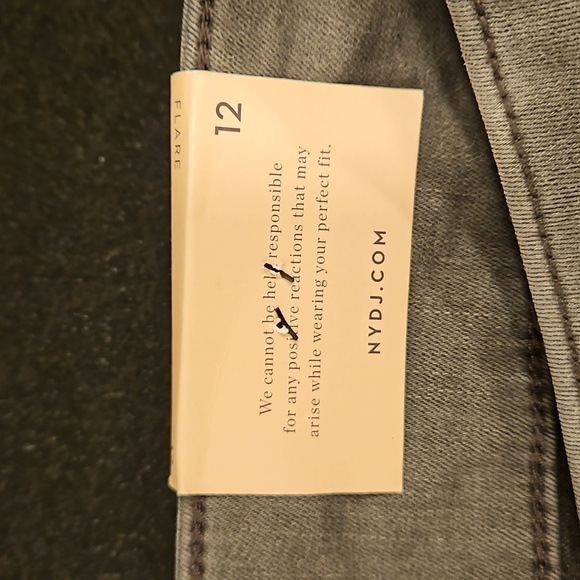 FLARE
12
We cannot be held responsible
for any positive reactions that may
arise while wearing your perfect fit.
NYDJ.COM